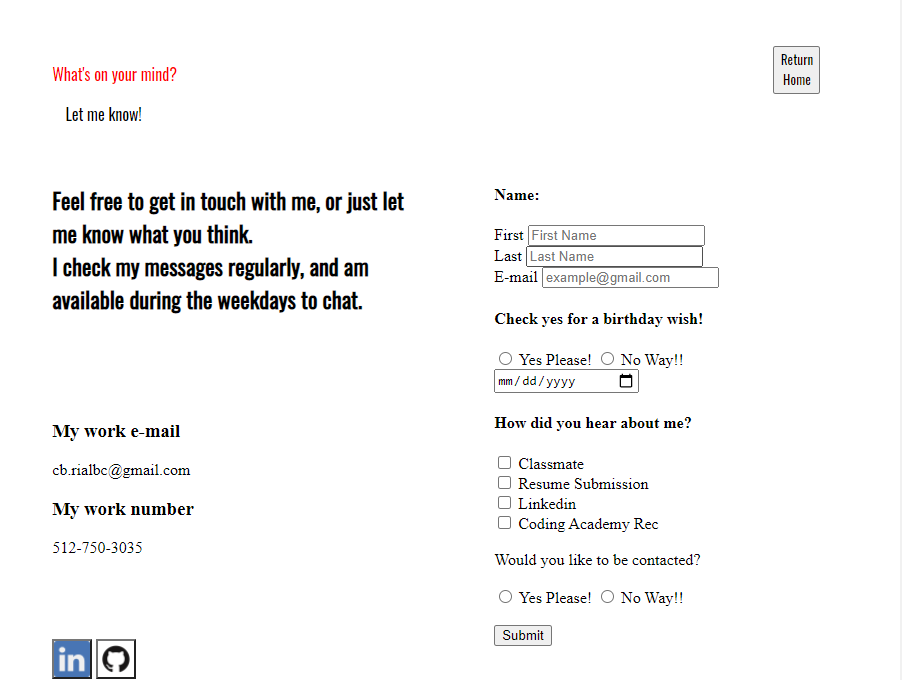 What's on your mind?
Let me know!
Return
Home
Feel free to get in touch with me, or just let
me know what you think.
I check my messages regularly, and am
available during the weekdays to chat.
My work e-mail
cb.rialbc@gmail.com
My work number
512-750-3035
in
Name:
First First Name
Last Last Name
E-mail example@gmail.com
Check yes for a birthday wish!
Yes Please! No Way!!
mm/dd/yyyy
How did you hear about me?
Classmate
Resume Submission
Linkedin
Coding Academy Rec
Would you like to be contacted?
Yes Please! No Way!!
Submit